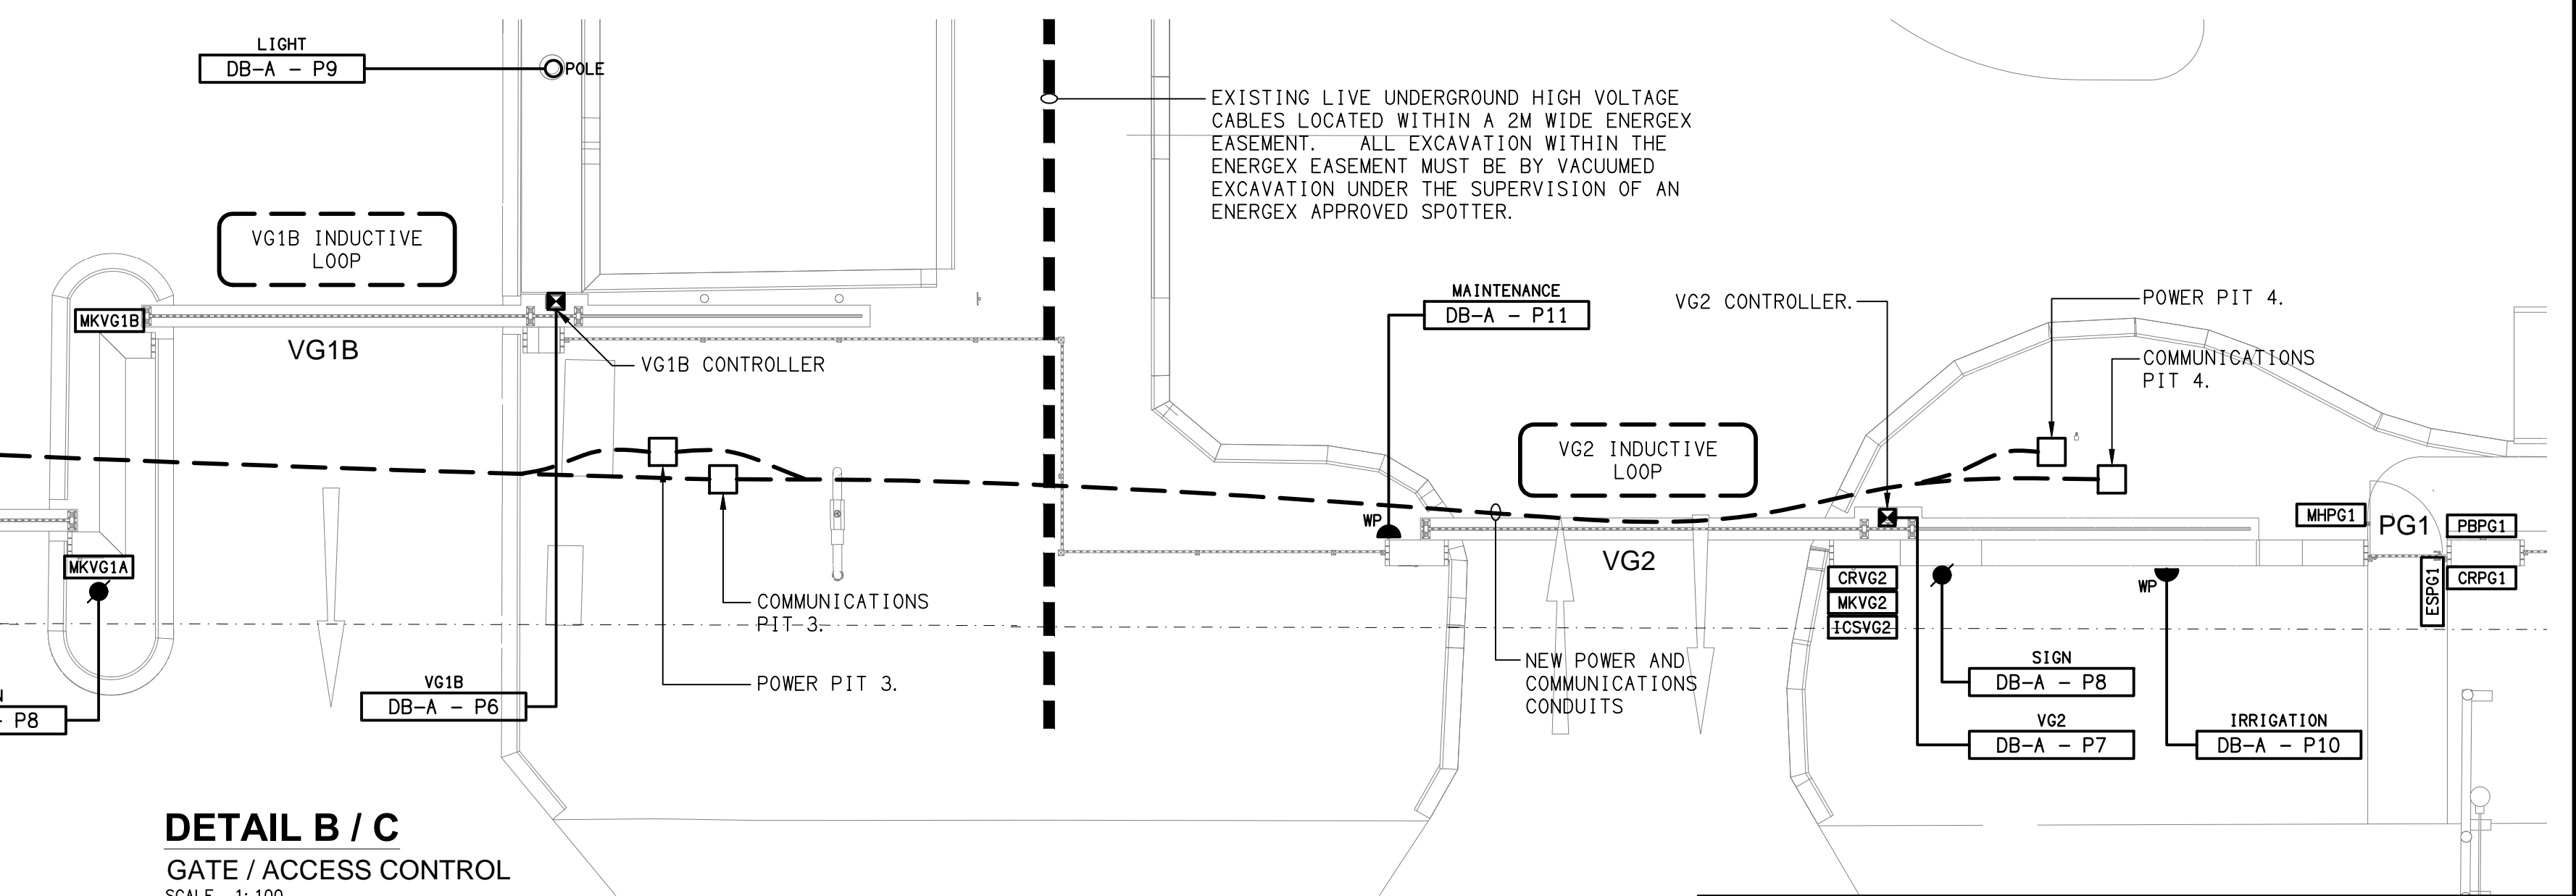 LIGHT
DB-A - P9
POLE
EXISTING LIVE UNDERGROUND HIGH VOLTAGE
CABLES LOCATED WITHIN A 2M WIDE ENERGEX
EASEMENT. ALL EXCAVATION WITHIN THE
ENERGEX EASEMENT MUST BE BY VACUUMED
EXCAVATION UNDER THE SUPERVISION OF AN
ENERGEX APPROVED SPOTTER.
VG1B INDUCTIVE
LOOP
MKVG1B
VG1B
VG1B CONTROLLER
MAINTENANCE
DB-A - P11
VG2 CONTROLLER.
POWER PIT 4.
COMMUNICATIONS
PIT 4.
VG2 INDUCTIVE
LOOP
WP
VG2
MHPG1
PG1
PBPG1
CRPG1
ESPG1
MKVG1A
CRVG2
MKVG2
ICSVG2
WP
COMMUNICATIONS
PIT 3.
POWER PIT 3.
NEW POWER AND
COMMUNICATIONS
CONDUITS
P8
VG1B
DB-A - P6
SIGN
DB-A - P8
VG2
DB-A - P7
IRRIGATION
DB-A - P10
DETAIL B / C
GATE / ACCESS CONTROL
SCALE 1:100